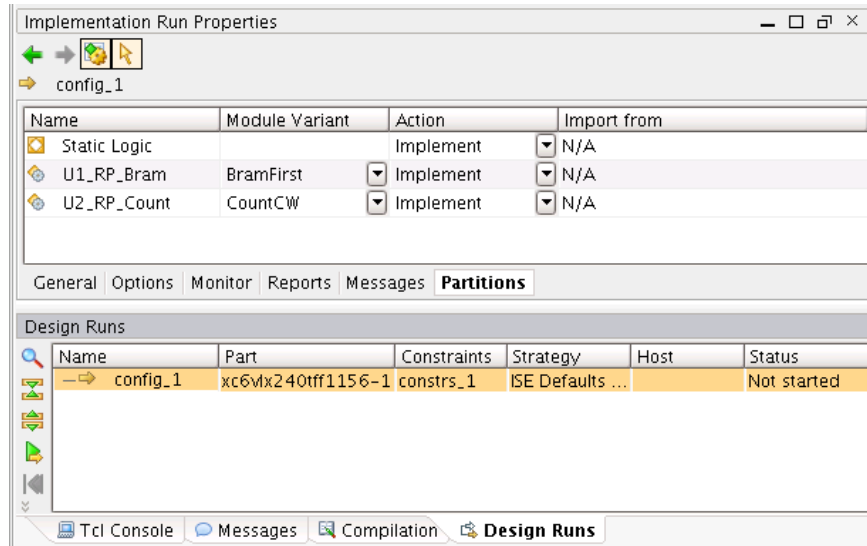 Implementation Run Properties
config_1
Name Module Variant Action Import from
Static Logic Implement N/A
U1_RP_Bram BramFirst Implement N/A
U2_RP_Count CountCW Implement N/A
General Options Monitor Reports Messages Partitions
Design Runs
Name Part Constraints Strategy Host Status
config_1 xc6vlx240tff1156-1 constrs_1 ISE Defaults ... Not started
Tcl Console Messages Compilation Design Runs